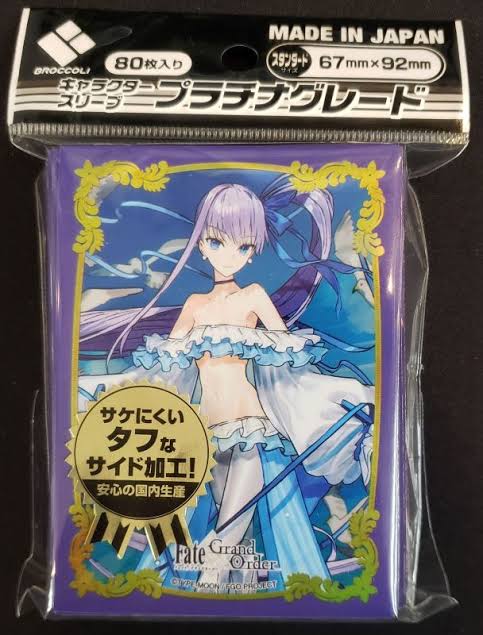 BROCCOLI
80枚入り
MADE IN JAPAN
スタンダード
サイズ
67mm×92mm
キャラクター
スリーブ
プラチナグレード
サケにくい
タフな
サイド加工!
安心の国内生産
Fate
Grand
Order
©TYPE-MOON / FGO PROJECT